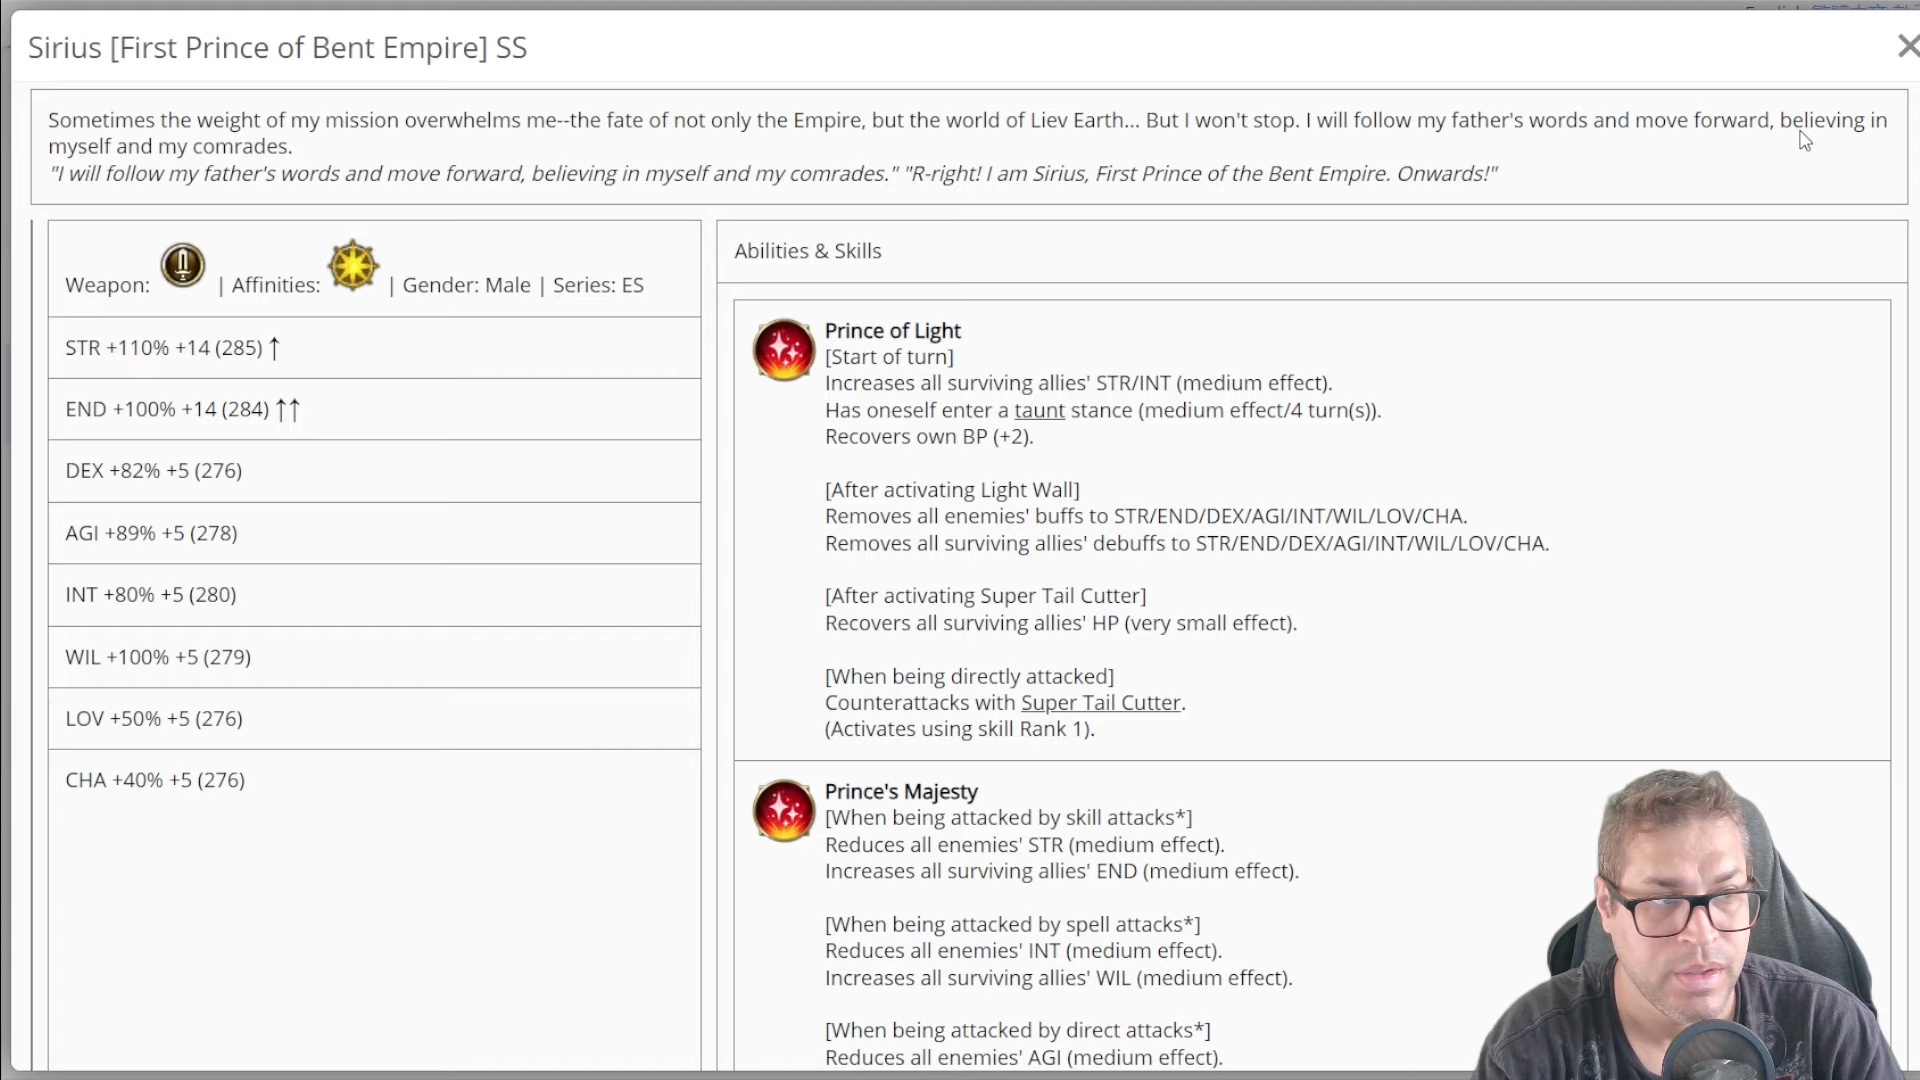 Sirius [First Prince of Bent Empire] SS
Sometimes the weight of my mission overwhelms me--the fate of not only the Empire, but the world of Liev Earth... But I won't stop. I will follow my father's words and move forward, believing in
myself and my comrades.
"I will follow my father's words and move forward, believing in myself and my comrades." "R-right! I am Sirius, First Prince of the Bent Empire. Onwards!"
Weapon: | Affinities: | Gender: Male | Series: ES
STR +110% +14 (285) ↑
END +100% +14 (284) ↑↑
DEX +82% +5 (276)
AGI +89% +5 (278)
INT +80% +5 (280)
WIL +100% +5 (279)
LOV +50% +5 (276)
CHA +40% +5 (276)
Abilities & Skills
Prince of Light
[Start of turn]
Increases all surviving allies' STR/INT (medium effect).
Has oneself enter a taunt stance (medium effect/4 turn(s)).
Recovers own BP (+2).
[After activating Light Wall]
Removes all enemies' buffs to STR/END/DEX/AGI/INT/WIL/LOV/CHA.
Removes all surviving allies' debuffs to STR/END/DEX/AGI/INT/WIL/LOV/CHA.
[After activating Super Tail Cutter]
Recovers all surviving allies' HP (very small effect).
[When being directly attacked]
Counterattacks with Super Tail Cutter.
(Activates using skill Rank 1).
Prince's Majesty
[When being attacked by skill attacks*]
Reduces all enemies' STR (medium effect).
Increases all surviving allies' END (medium effect).
[When being attacked by spell attacks*]
Reduces all enemies' INT (medium effect).
Increases all surviving allies' WIL (medium effect).
[When being attacked by direct attacks*]
Reduces all enemies' AGI (medium effect).